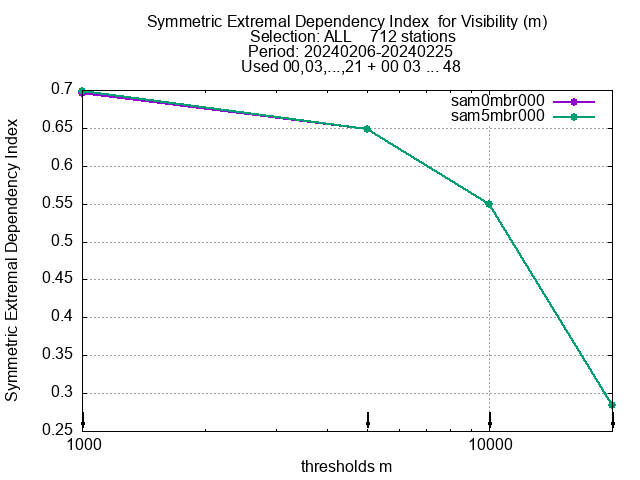 Symmetric Extremal Dependency Index  for Visibility (m)
Selection: ALL    712 stations
Period: 20240206-20240225
Used 00,03,...,21 + 00 03 ... 48
sam0mbr000
sam5mbr000
Symmetric Extremal Dependency Index
0.7
0.65
0.6
0.55
0.5
0.45
0.4
0.35
0.3
0.25
1000
10000
thresholds m